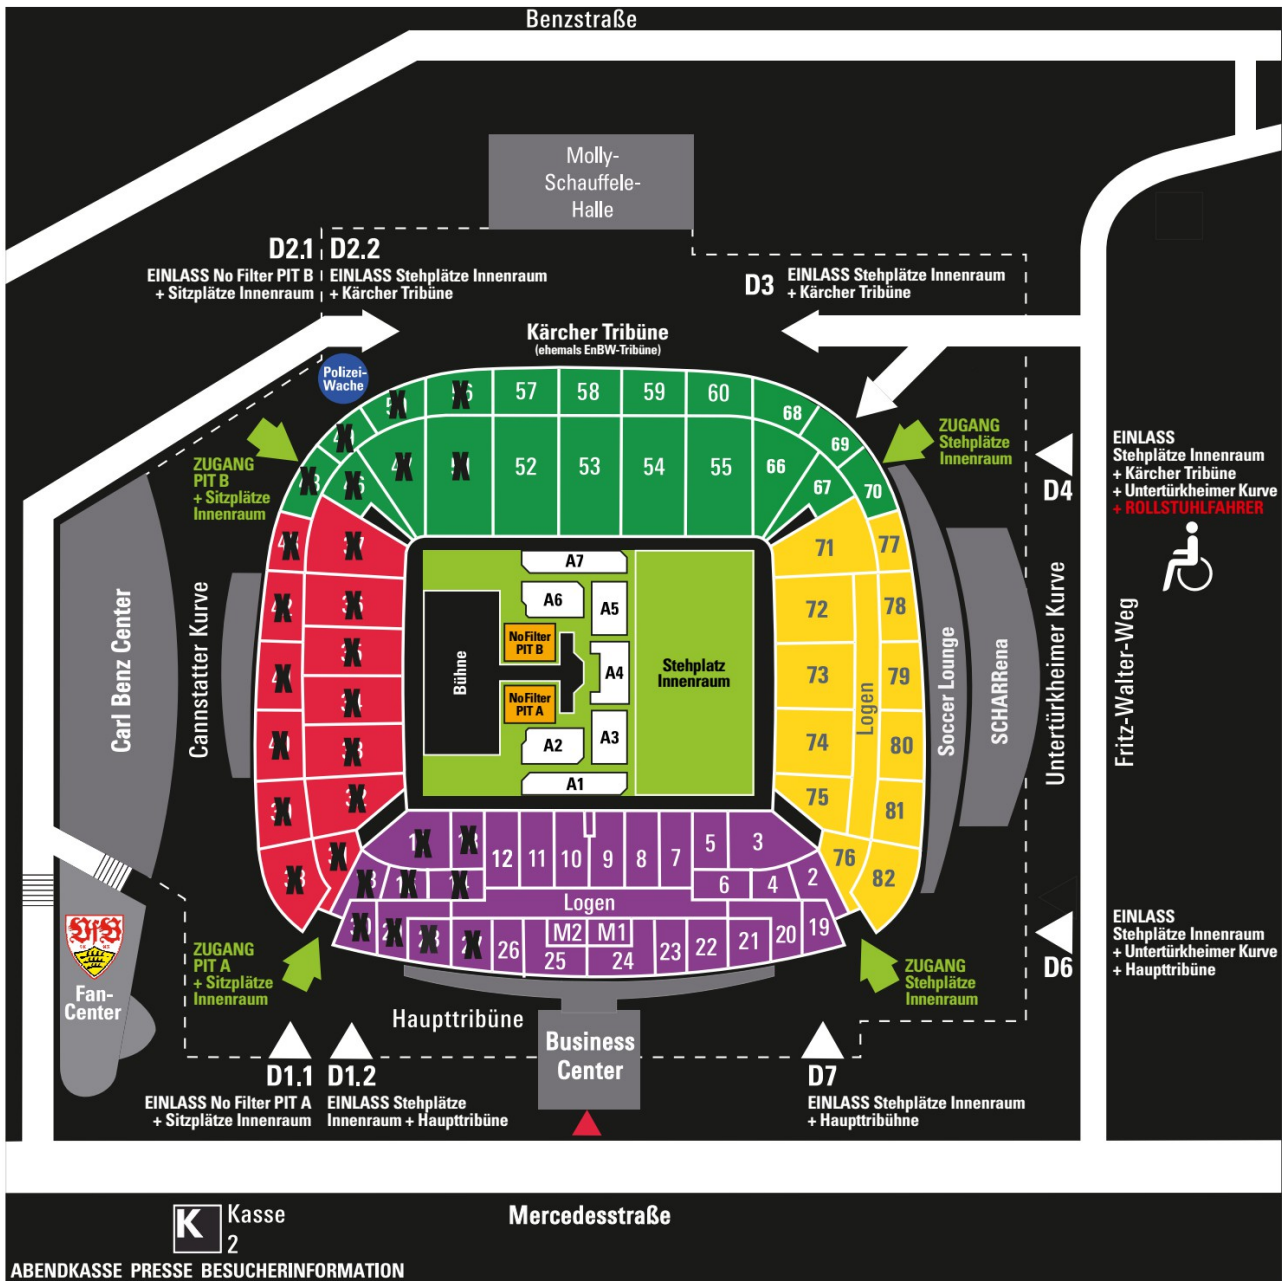 Benzstraße
Molly-
Schauffele-
Halle
D2.1
EINLASS No Filter PIT B
+ Sitzplätze Innenraum
D2.2
EINLASS Stehplätze Innenraum
+ Kärcher Tribüne
D3
EINLASS Stehplätze Innenraum
+ Kärcher Tribüne
Kärcher Tribüne
(ehemals EnBW-Tribüne)
Polizei-
Wache
57 58 59 60 68 69 70
52 53 54 55 66 67
ZUGANG
PIT B
+ Sitzplätze
Innenraum
ZUGANG
Stehplätze
Innenraum
D4
EINLASS
Stehplätze Innenraum
+ Kärcher Tribüne
+ Untertürkheimer Kurve
+ ROLLSTUHLFAHRER
Carl Benz Center
Cannstatter Kurve
Bühne
A7
A6
A5
No Filter
PIT B
A4
No Filter
PIT A
A3
A2
A1
Stehplatz
Innenraum
71 77
72 78
73 79
74 80
75 81
76 82
Logen
Soccer Lounge
SCHARRena
Untertürkheimer Kurve
Fritz-Walter-Weg
12 11 10 9 8 7 5 3
6 4 2
Logen
M2 M1
26 25 24 23 22 21 20 19
VfB
Fan-
Center
ZUGANG
PIT A
+ Sitzplätze
Innenraum
ZUGANG
Stehplätze
Innenraum
D6
EINLASS
Stehplätze Innenraum
+ Untertürkheimer Kurve
+ Haupttribüne
Haupttribüne
Business
Center
D1.1
EINLASS No Filter PIT A
+ Sitzplätze Innenraum
D1.2
EINLASS Stehplätze
Innenraum + Haupttribüne
D7
EINLASS Stehplätze Innenraum
+ Haupttribühne
Mercedesstraße
K Kasse
2
ABENDKASSE PRESSE BESUCHERINFORMATION